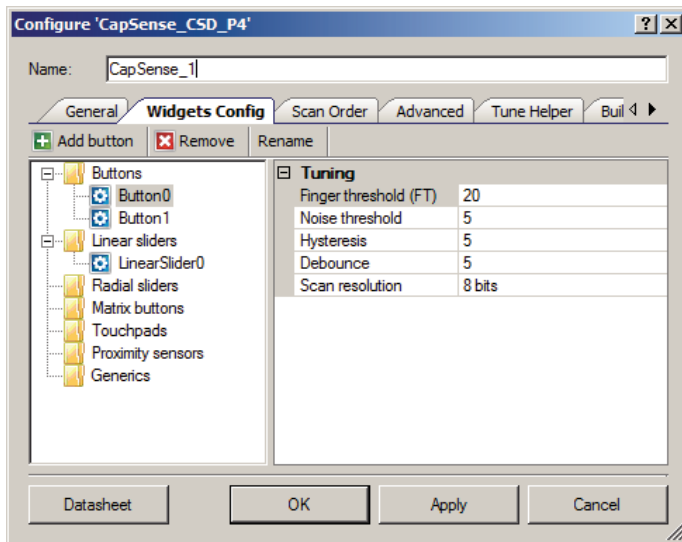 Configure 'CapSense_CSD_P4'
Name: CapSense_1
General Widgets Config Scan Order Advanced Tune Helper Buil
Add button Remove Rename
Buttons
Button0
Button1
Linear sliders
LinearSlider0
Radial sliders
Matrix buttons
Touchpads
Proximity sensors
Generics
Tuning
Finger threshold (FT) 20
Noise threshold 5
Hysteresis 5
Debounce 5
Scan resolution 8 bits
Datasheet OK Apply Cancel